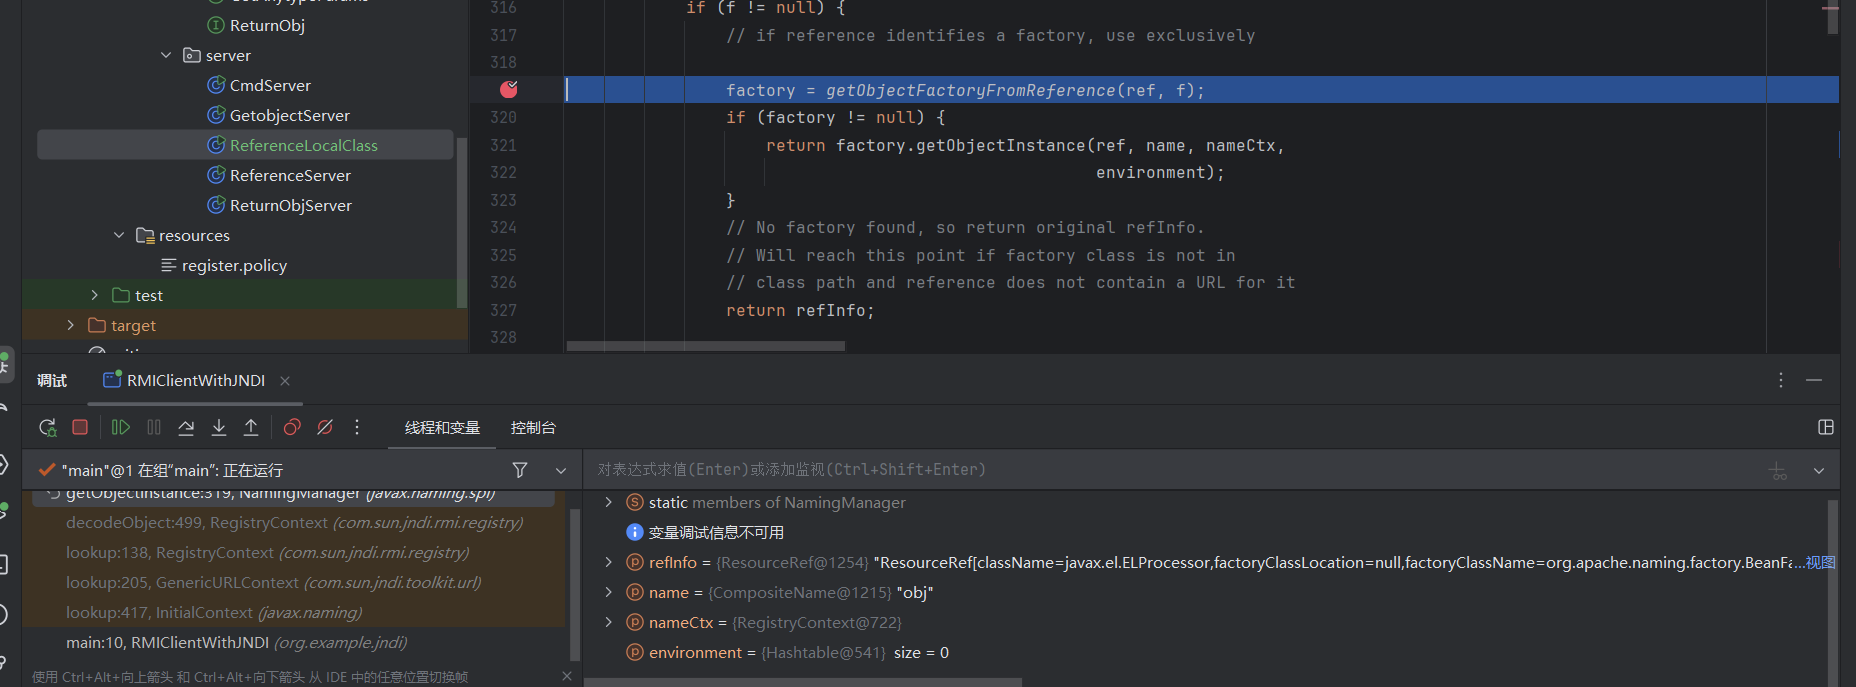 ReturnObj
server
CmdServer
GetobjectServer
ReferenceLocalClass
ReferenceServer
ReturnObjServer
resources
register.policy
test
target
316 if (f != null) {
317 // if reference identifies a factory, use exclusively
318
factory = getObjectFactoryFromReference(ref, f);
320 if (factory != null) {
321 return factory.getObjectInstance(ref, name, nameCtx,
322 environment);
323 }
324 // No factory found, so return original refInfo.
325 // Will reach this point if factory class is not in
326 // class path and reference does not contain a URL for it
327 return refInfo;
328
调试 RMIClientWithJNDI
线程和变量 控制台
"main"@1 在组“main”: 正在运行
getObjectInstance:319, NamingManager (javax.naming.spi)
decodeObject:499, RegistryContext (com.sun.jndi.rmi.registry)
lookup:138, RegistryContext (com.sun.jndi.rmi.registry)
lookup:205, GenericURLContext (com.sun.jndi.toolkit.url)
lookup:417, InitialContext (javax.naming)
main:10, RMIClientWithJNDI (org.example.jndi)
使用 Ctrl+Alt+向上箭头 和 Ctrl+Alt+向下箭头 从 IDE 中的任意位置切换帧
对表达式求值(Enter)或添加监视(Ctrl+Shift+Enter)
static members of NamingManager
变量调试信息不可用
refInfo = {ResourceRef@1254} "ResourceRef[className=javax.el.ELProcessor,factoryClassLocation=null,factoryClassName=org.apache.naming.factory.BeanFa...视图
name = {CompositeName@1215} "obj"
nameCtx = {RegistryContext@722}
environment = {Hashtable@541} size = 0